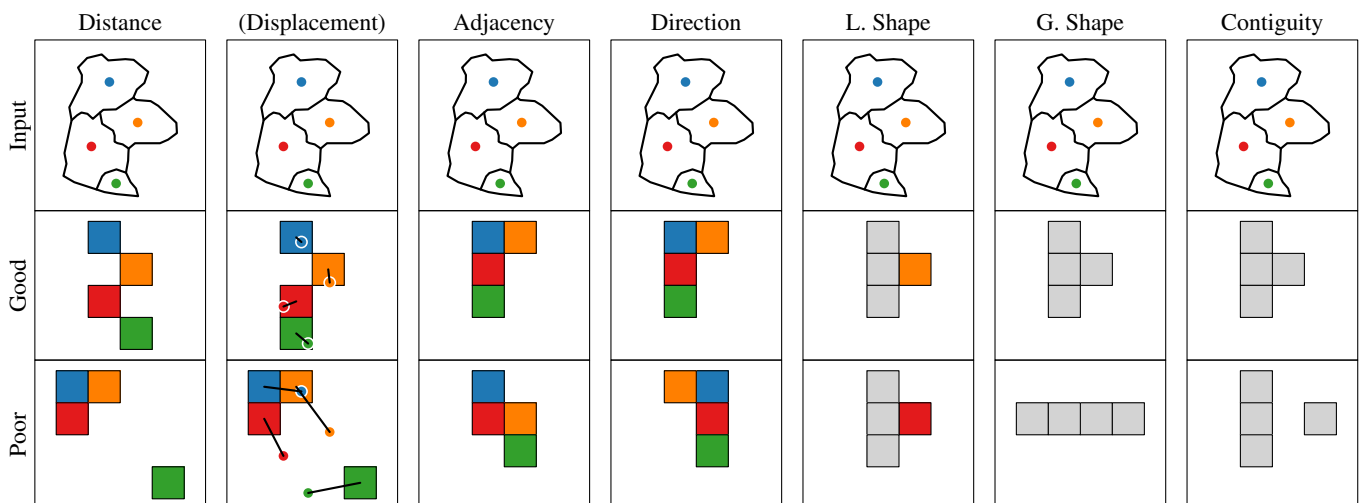 Distance (Displacement) Adjacency Direction L. Shape G. Shape Contiguity
Input
Good
Poor